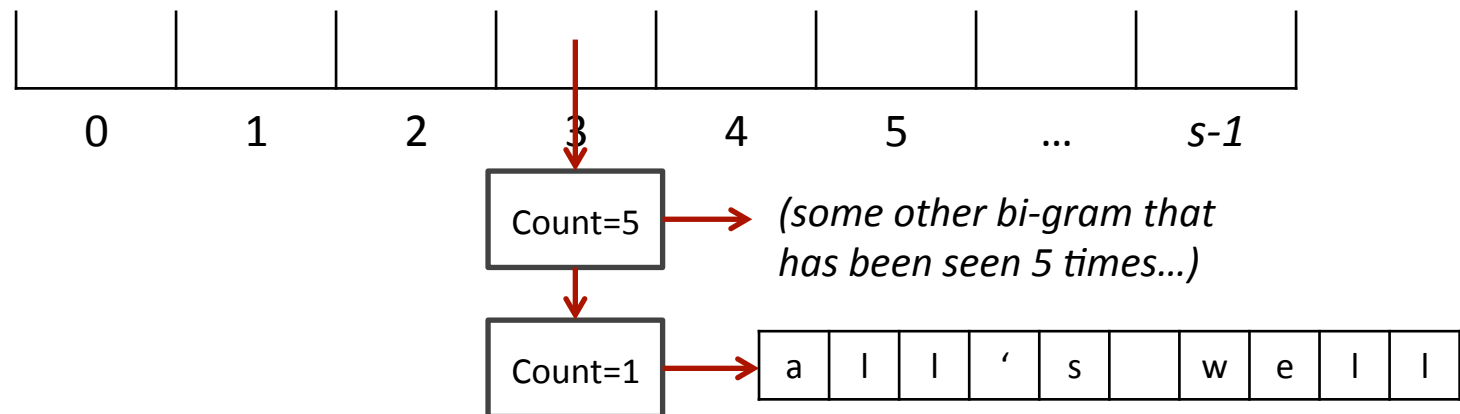 0 1 2 3 4 5 … s-1
Count=5
(some other bi-gram that
has been seen 5 times…)
Count=1
a l l ‘ s w e l l